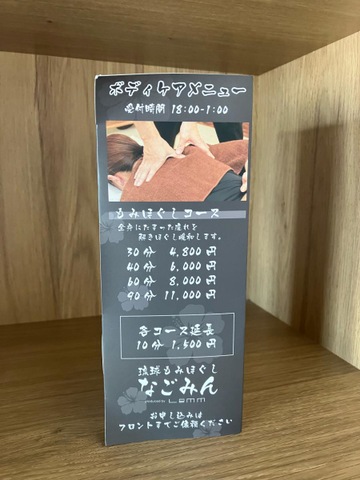 ボディケアメニュー
受付時間 18:00-1:00
もみほぐしコース
全身にたまった疲れを
解きほぐし緩和します。
30分 4,800円
40分 6,000円
60分 8,000円
90分 11,000円
各コース延長
10分 1,500円
琉球もみほぐし
なごみん
Lamm
お申し込みは
フロントまでご連絡ください